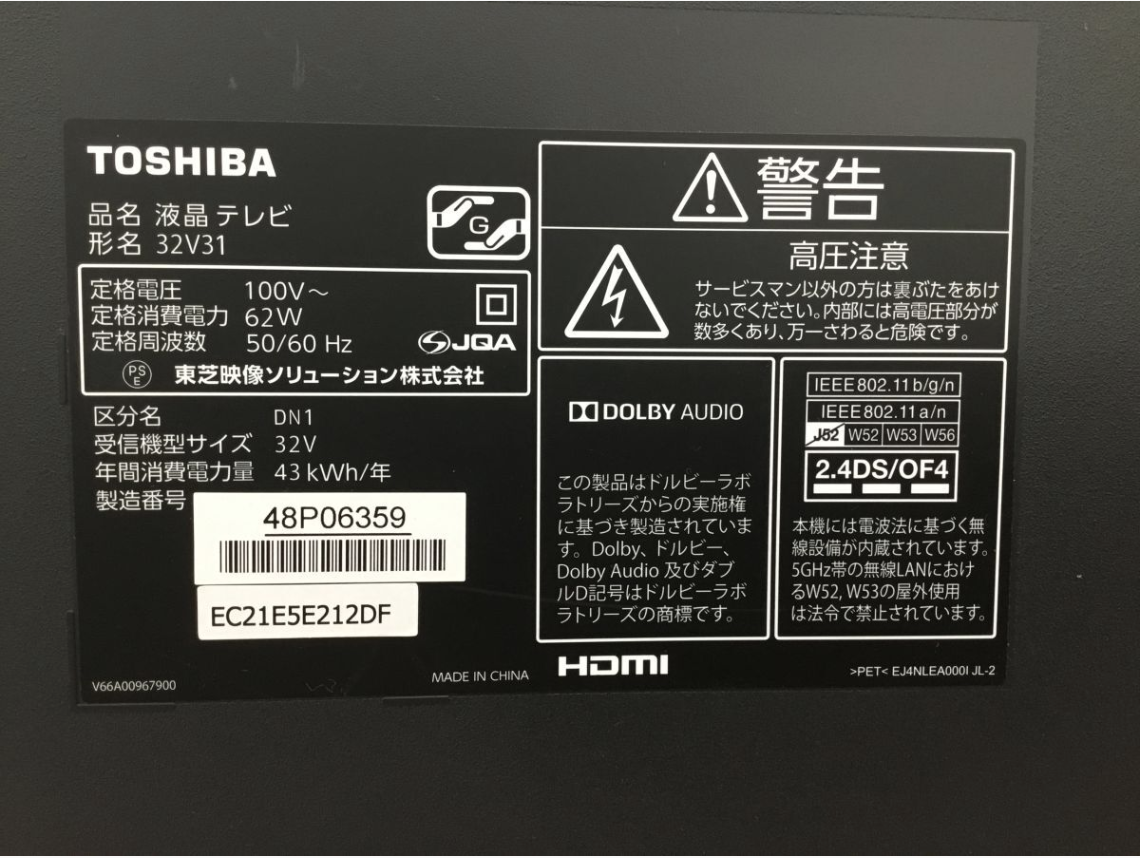 TOSHIBA
品名 液晶テレビ
形名 32V31
G
定格電圧 100V～
定格消費電力 62W
定格周波数 50/60 Hz
JQA
PS
E
東芝映像ソリューション株式会社
区分名 DN1
受信機型サイズ 32V
年間消費電力量 43kWh/年
製造番号
48P06359
EC21E5E212DF
V66A00967900
MADE IN CHINA
警告
高圧注意
サービスマン以外の方は裏ぶたをあけ
ないでください。内部には高電圧部分が
数多くあり、万一さわると危険です。
DOLBY AUDIO
この製品はドルビーラボ
ラトリーズからの実施権
に基づき製造されていま
す。Dolby、ドルビー、
Dolby Audio 及びダブ
ルD記号はドルビーラボ
ラトリーズの商標です。
IEEE802.11b/g/n
IEEE802.11a/n
J52 W52 W53 W56
2.4DS/OF4
本機には電波法に基づく無
線設備が内蔵されています。
5GHz帯の無線LANにおけ
るW52, W53の屋外使用
は法令で禁止されています。
HDMI
>PET< EJ4NLEA000I JL-2